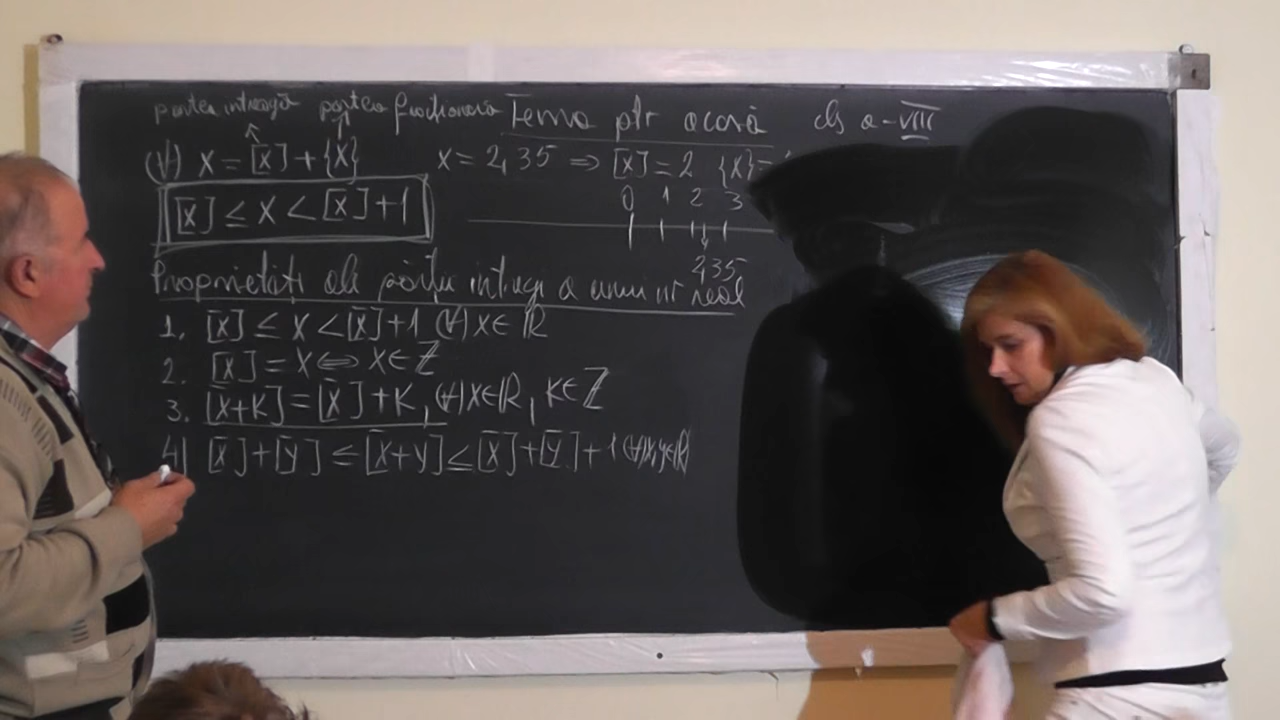 partea întreagă partea fracționară Tema ptr acasă cls a-VIII
(∀) x = [x] + {x} x = 2,35 ⇒ [x] = 2 {x} =
0 1 2 3
[x] ≤ x < [x] + 1
2,35
Proprietăți ale părții întregi a unui nr real
1. [x] ≤ x < [x] + 1 (∀) x ∈ ℝ
2. [x] = x ⇔ x ∈ ℤ
3. [x+k] = [x] + k, (∀) x ∈ ℝ, k ∈ ℤ
4) [x] + [y] ≤ [x+y] ≤ [x] + [y] + 1 (∀) x,y ∈ ℝ